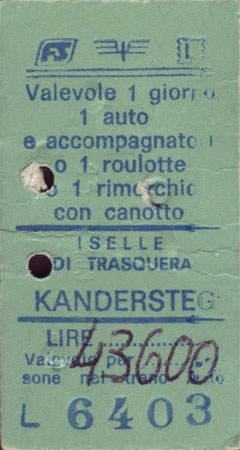 FS
Valevole 1 giorno
1 auto
e accompagnatori
o 1 roulotte
o 1 rimorchio
con canotto
ISELLE
DI TRASQUERA
KANDERSTEG
LIRE 43600
Valevole per
sone nel
L 6403